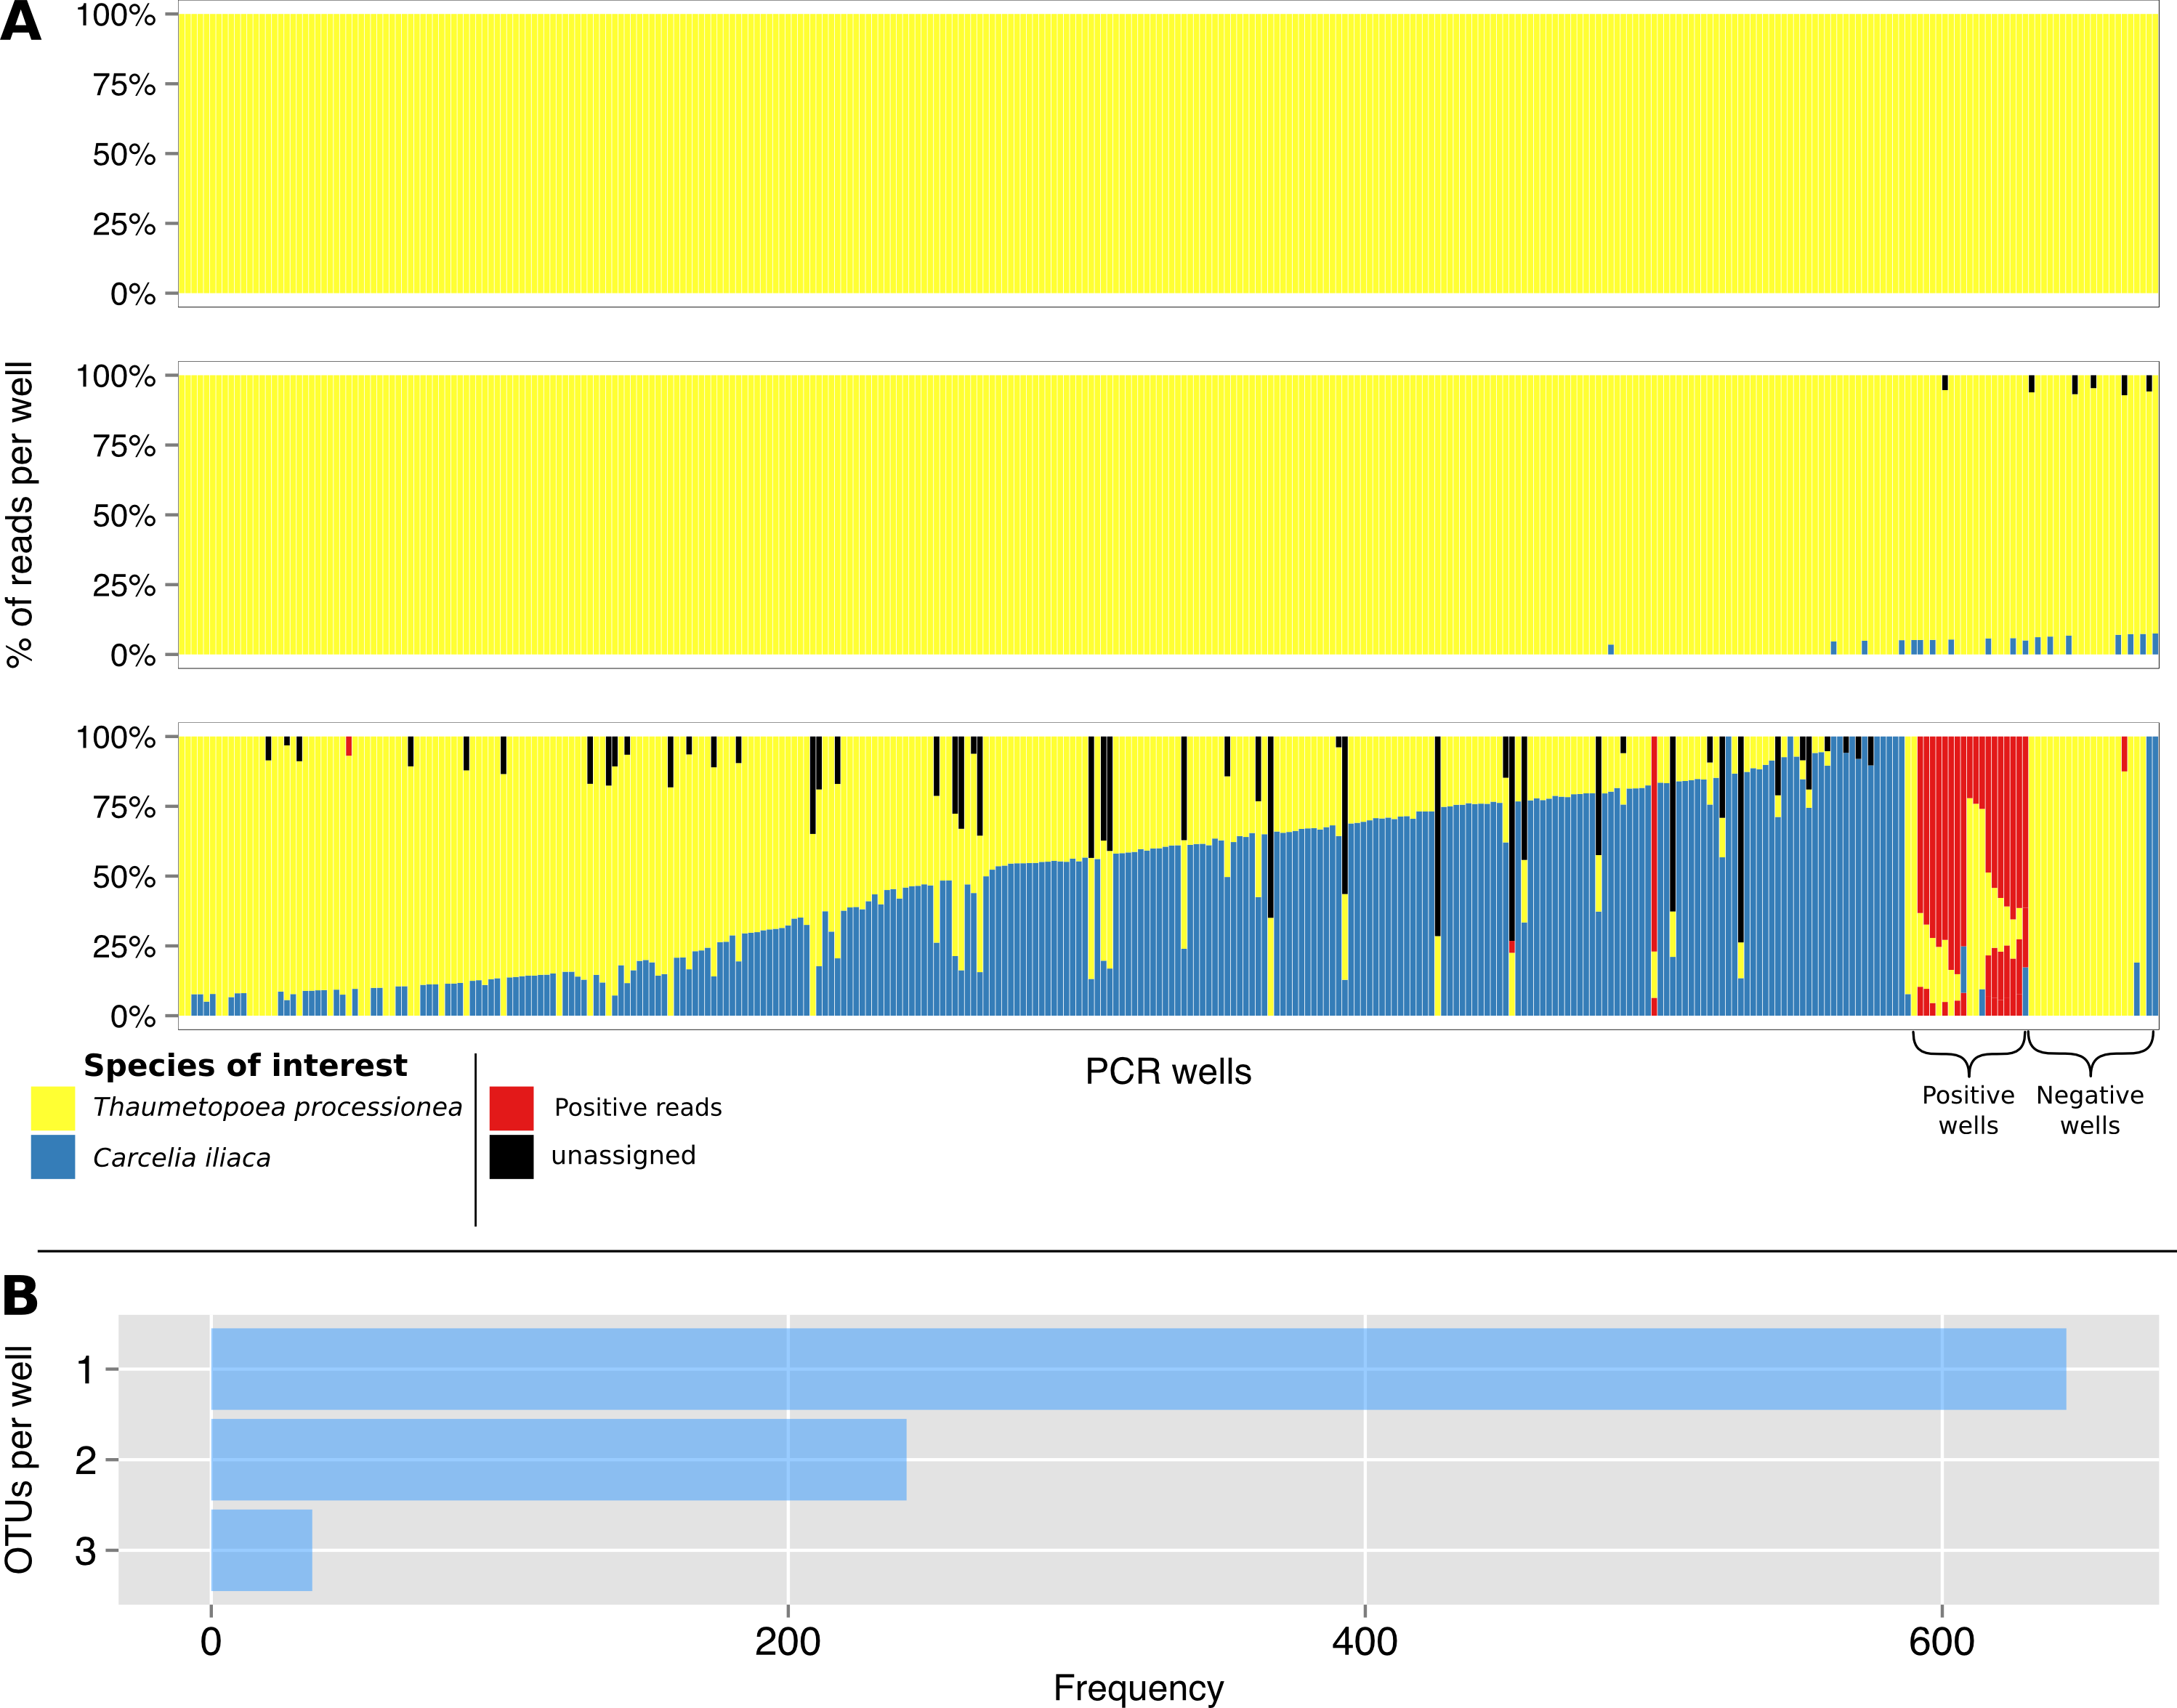 A
100%
75%
50%
25%
0%
% of reads per well
100%
75%
50%
25%
0%
100%
75%
50%
25%
0%
PCR wells
Positive wells
Negative wells
Species of interest
Thaumetopoea processionea
Carcelia iliaca
Positive reads
unassigned
B
OTUs per well
1
2
3
0 200 400 600
Frequency